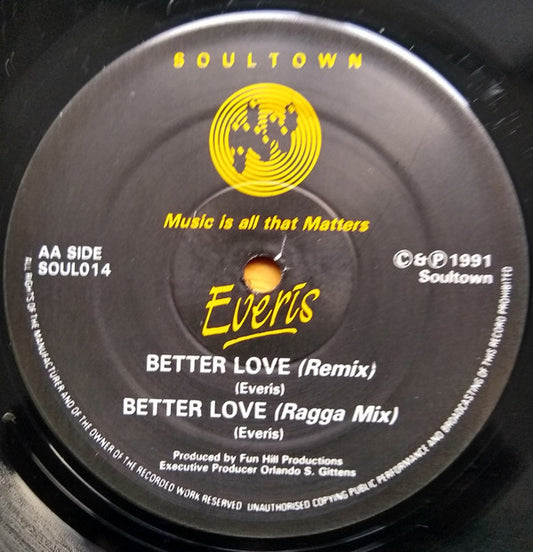 SOULTOWN
Music is all that Matters
AA SIDE
SOUL014
©&℗1991
Soultown
Everis
BETTER LOVE (Remix)
(Everis)
BETTER LOVE (Ragga Mix)
(Everis)
Produced by Fun Hill Productions
Executive Producer Orlando S. Gittens
ALL RIGHTS OF THE MANUFACTURER AND OF THE OWNER OF THE RECORDED WORK RESERVED UNAUTHORISED COPYING PUBLIC PERFORMANCE AND BROADCASTING OF THIS RECORD PROHIBITED